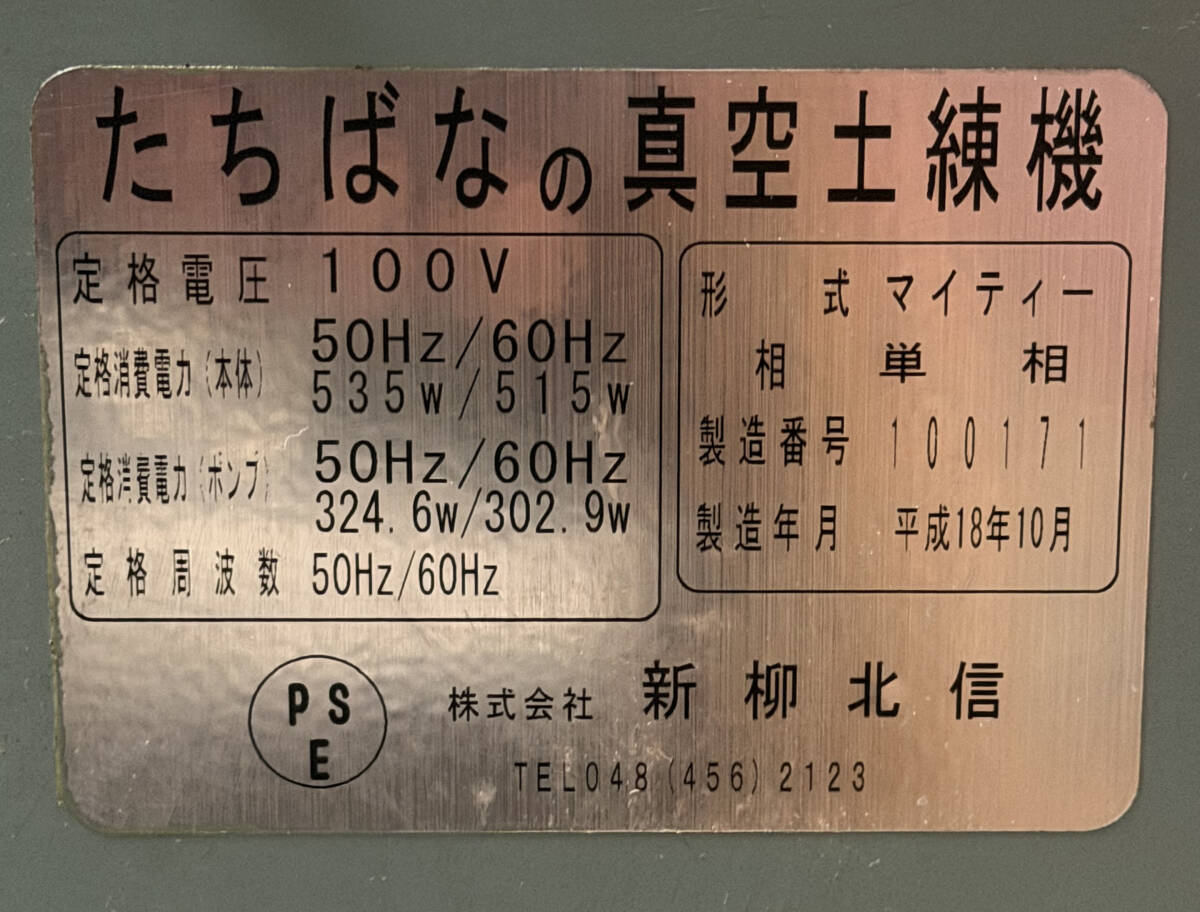 たちばなの真空土練機
定格電圧 100V
定格消費電力(本体) 50Hz/60Hz
535w/515w
定格消費電力(ポンプ) 50Hz/60Hz
324.6w/302.9w
定格周波数 50Hz/60Hz
形式 マイティー
相 単相
製造番号 100171
製造年月 平成18年10月
PS
E
株式会社 新柳北信
TEL048(456)2123